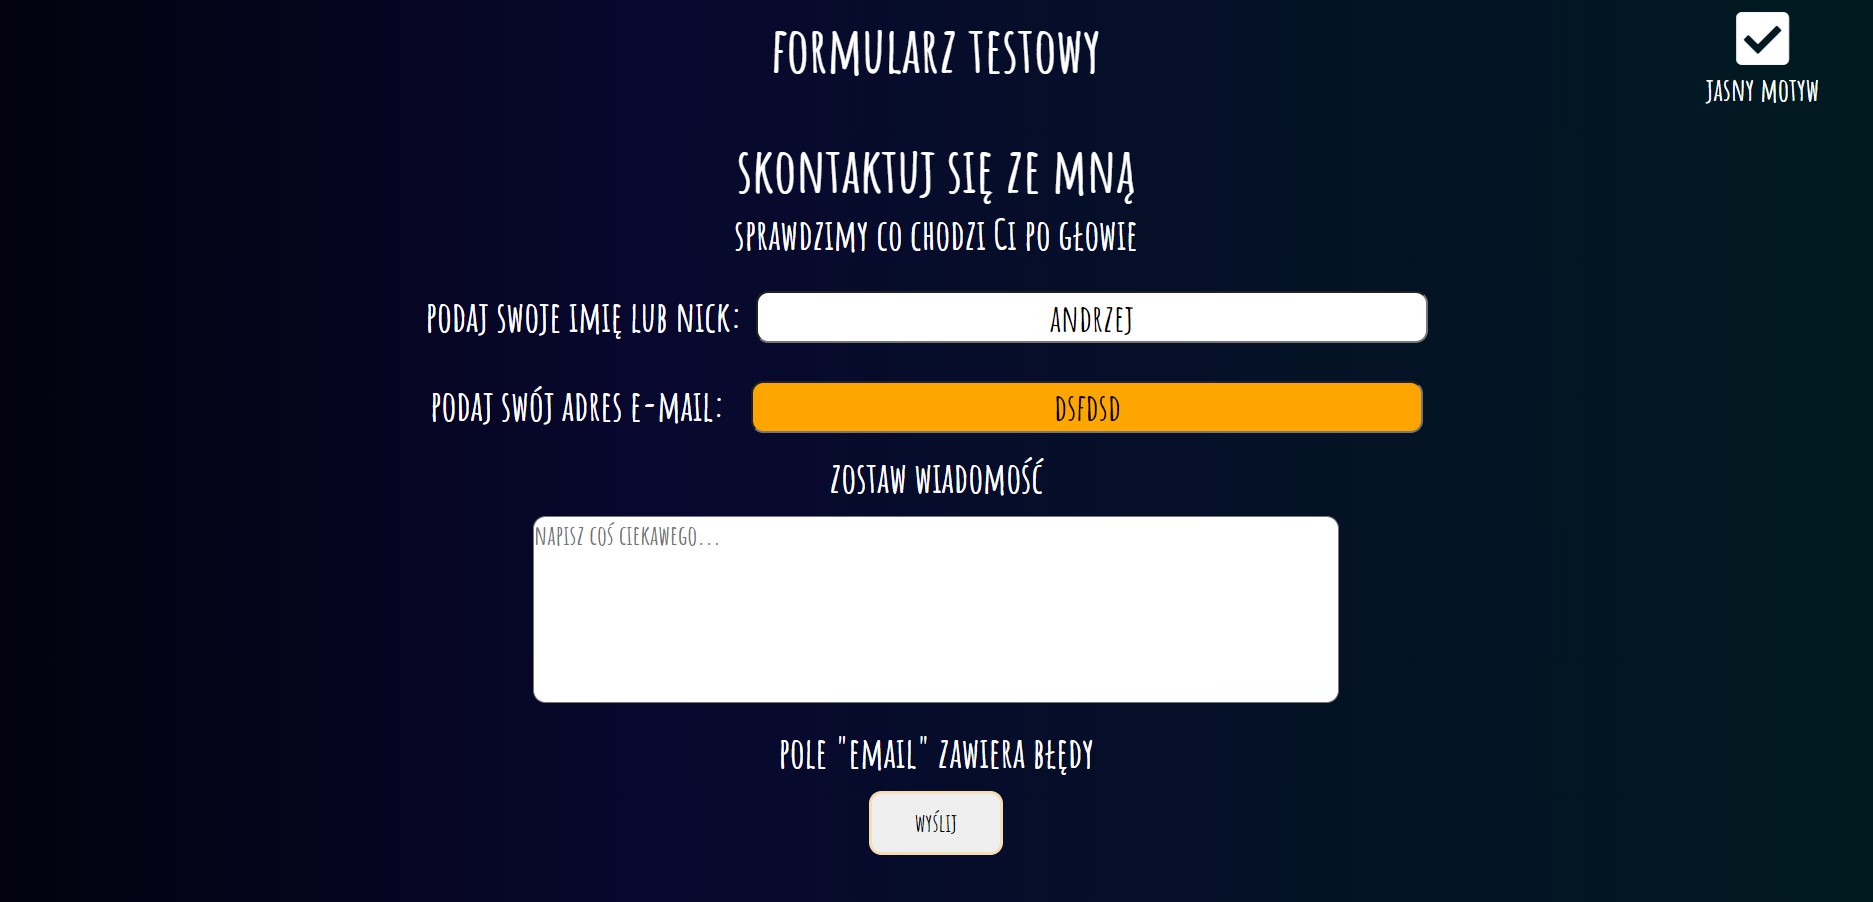 FORMULARZ TESTOWY
JASNY MOTYW
SKONTAKTUJ SIĘ ZE MNĄ
SPRAWDZIMY CO CHODZI CI PO GŁOWIE
PODAJ SWOJE IMIĘ LUB NICK: ANDRZEJ
PODAJ SWÓJ ADRES E-MAIL: DSFDSD
ZOSTAW WIADOMOŚĆ
NAPISZ COŚ CIEKAWEGO...
POLE "EMAIL" ZAWIERA BŁĘDY
WYŚLIJ